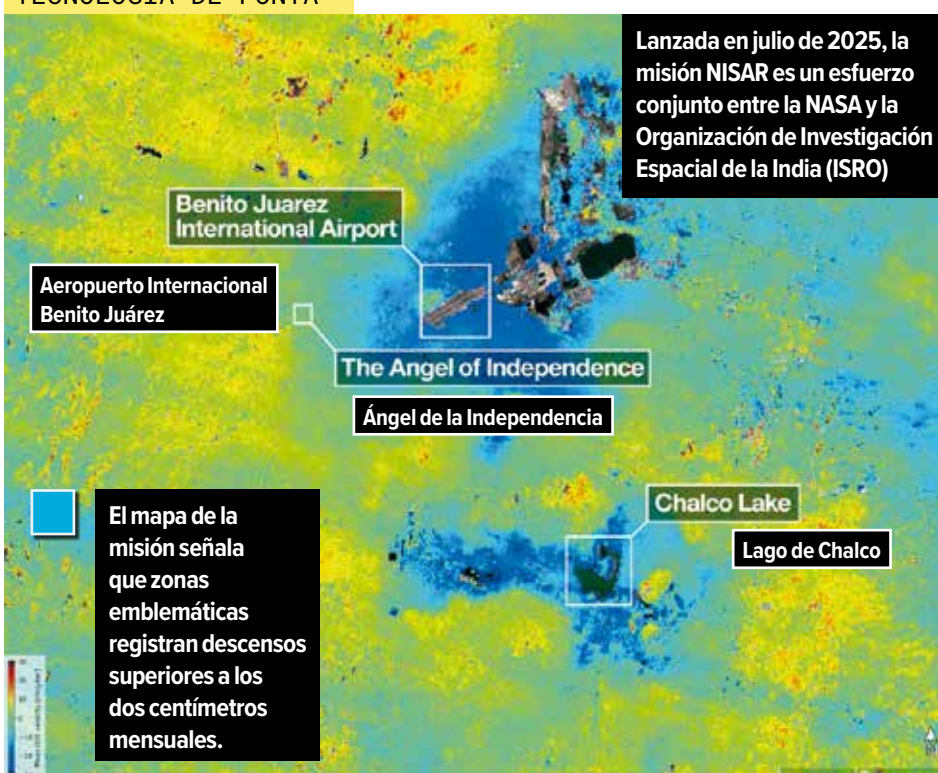 TECNOLOGÍA DE PUNTA
Lanzada en julio de 2025, la
misión NISAR es un esfuerzo
conjunto entre la NASA y la
Organización de Investigación
Espacial de la India (ISRO)
Benito Juarez
International Airport
Aeropuerto Internacional
Benito Juárez
The Angel of Independence
Ángel de la Independencia
Chalco Lake
Lago de Chalco
El mapa de la
misión señala
que zonas
emblemáticas
registran descensos
superiores a los
dos centímetros
mensuales.